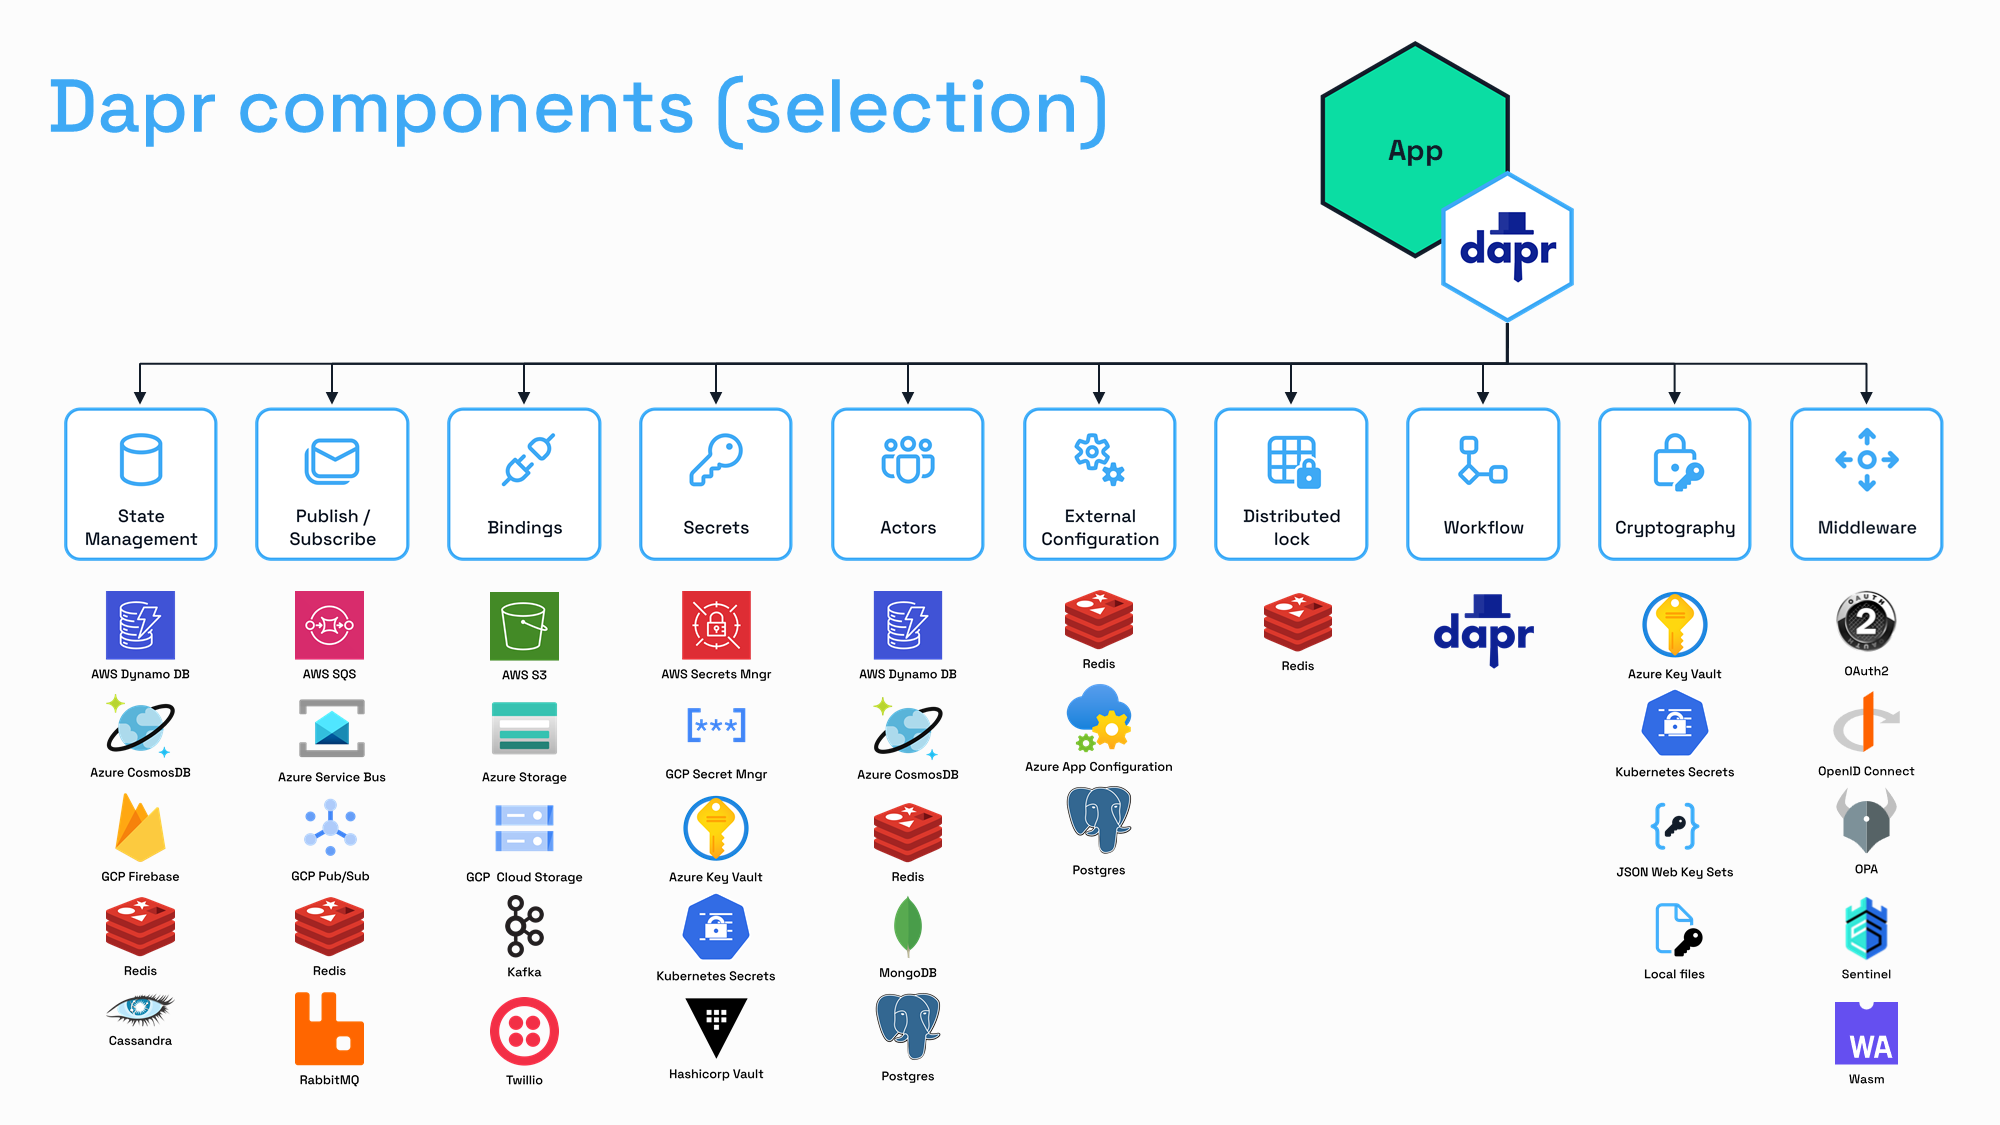 Dapr components (selection)
App
dapr
State
Management
Publish /
Subscribe
Bindings
Secrets
Actors
External
Configuration
Distributed
lock
Workflow
Cryptography
Middleware
AWS Dynamo DB
Azure CosmosDB
GCP Firebase
Redis
Cassandra
AWS SQS
Azure Service Bus
GCP Pub/Sub
Redis
RabbitMQ
AWS S3
Azure Storage
GCP Cloud Storage
Kafka
Twillio
AWS Secrets Mngr
[***]
GCP Secret Mngr
Azure Key Vault
Kubernetes Secrets
Hashicorp Vault
AWS Dynamo DB
Azure CosmosDB
Redis
MongoDB
Postgres
Redis
Azure App Configuration
Postgres
Redis
dapr
Azure Key Vault
Kubernetes Secrets
JSON Web Key Sets
Local files
OAUTH
2
OAuth2
OpenID Connect
OPA
Sentinel
WA
Wasm